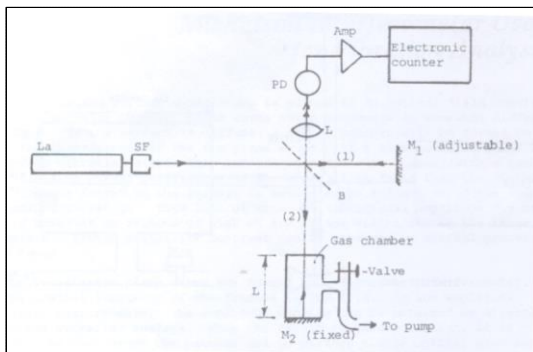 Amp
Electronic
counter
PD
L
La
SF
(1)
M1 (adjustable)
B
(2)
Gas chamber
Valve
L
M2 (fixed)
To pump